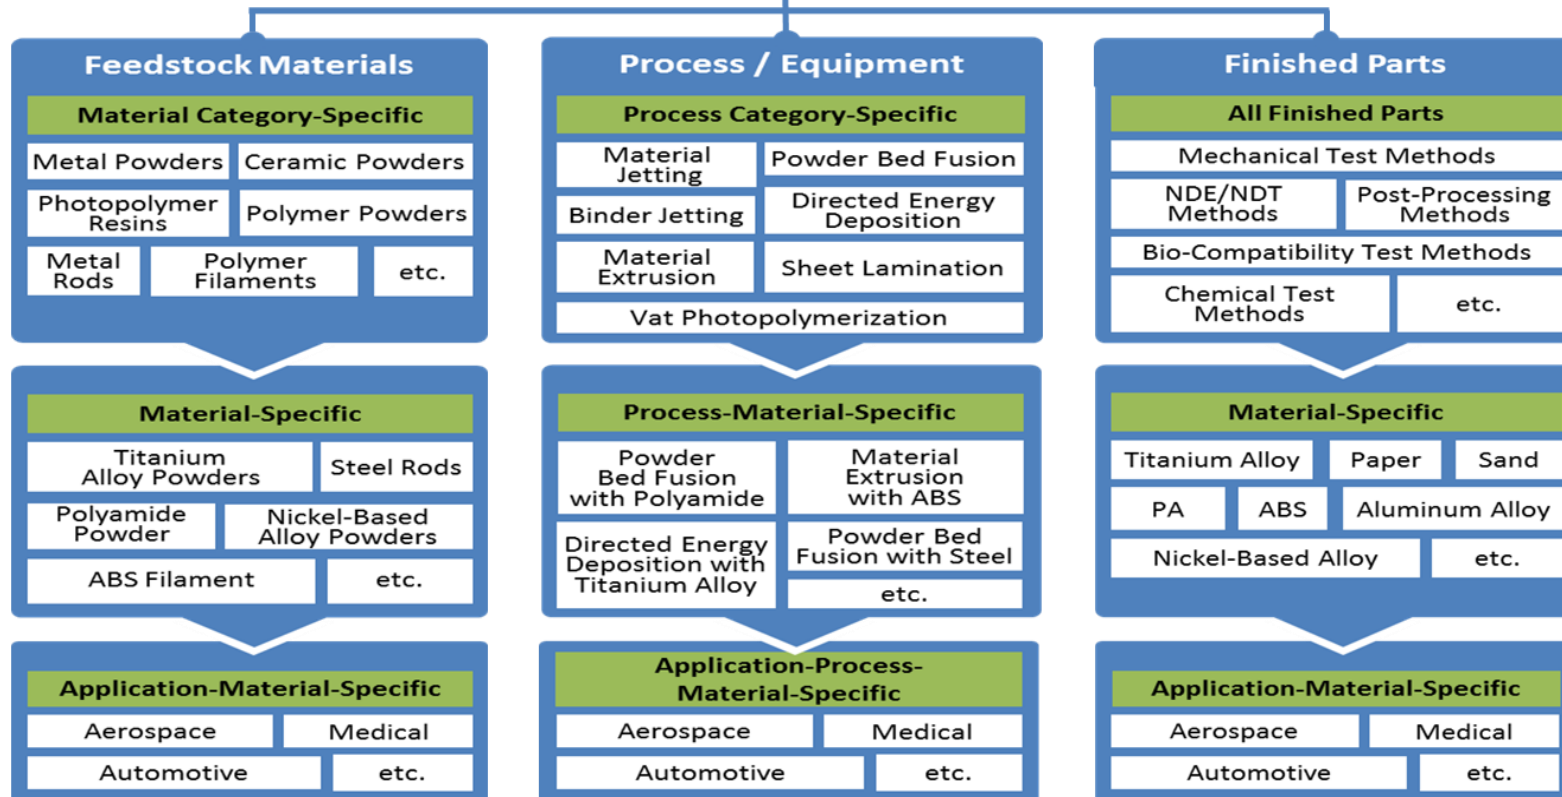 Feedstock Materials
Material Category-Specific
Metal Powders
Ceramic Powders
Photopolymer
Resins
Polymer Powders
Metal
Rods
Polymer
Filaments
etc.
Material-Specific
Titanium
Alloy Powders
Steel Rods
Polyamide
Powder
Nickel-Based
Alloy Powders
ABS Filament
etc.
Application-Material-Specific
Aerospace
Medical
Automotive
etc.
Process / Equipment
Process Category-Specific
Material
Jetting
Powder Bed Fusion
Binder Jetting
Directed Energy
Deposition
Material
Extrusion
Sheet Lamination
Vat Photopolymerization
Process-Material-Specific
Powder
Bed Fusion
with Polyamide
Material
Extrusion
with ABS
Directed Energy
Deposition with
Titanium Alloy
Powder Bed
Fusion with Steel
etc.
Application-Process-
Material-Specific
Aerospace
Medical
Automotive
etc.
Finished Parts
All Finished Parts
Mechanical Test Methods
NDE/NDT
Methods
Post-Processing
Methods
Bio-Compatibility Test Methods
Chemical Test
Methods
etc.
Material-Specific
Titanium Alloy
Paper
Sand
PA
ABS
Aluminum Alloy
Nickel-Based Alloy
etc.
Application-Material-Specific
Aerospace
Medical
Automotive
etc.